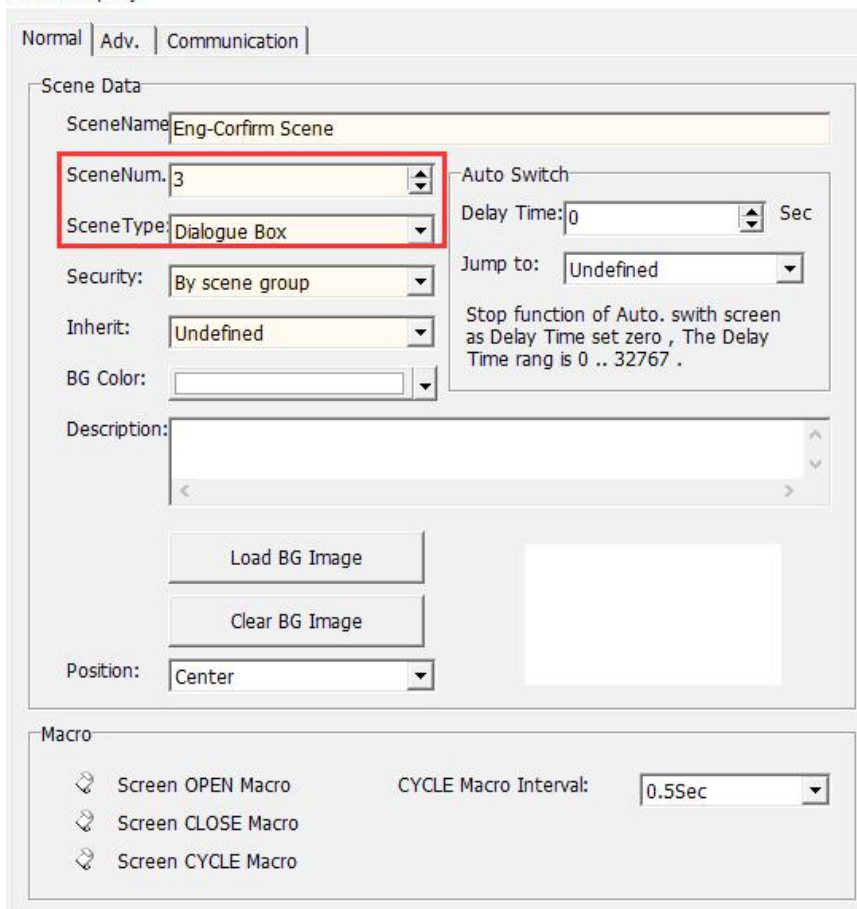 Normal Adv. Communication
Scene Data
SceneName Eng-Corfirm Scene
SceneNum. 3
SceneType: Dialogue Box
Security: By scene group
Inherit: Undefined
BG Color:
Description:
Auto Switch
Delay Time: 0 Sec
Jump to: Undefined
Stop function of Auto. swith screen
as Delay Time set zero , The Delay
Time rang is 0 .. 32767 .
Load BG Image
Clear BG Image
Position: Center
Macro
Screen OPEN Macro CYCLE Macro Interval: 0.5Sec
Screen CLOSE Macro
Screen CYCLE Macro